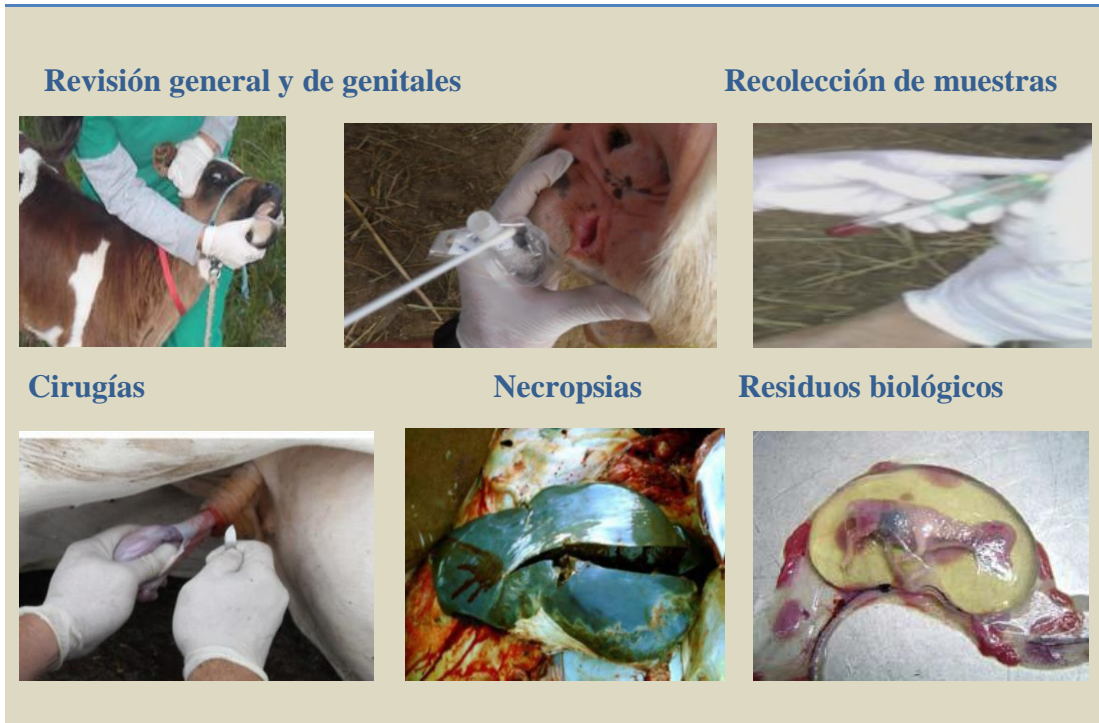 Revisión general y de genitales
Recolección de muestras
Cirugías
Necropsias
Residuos biológicos